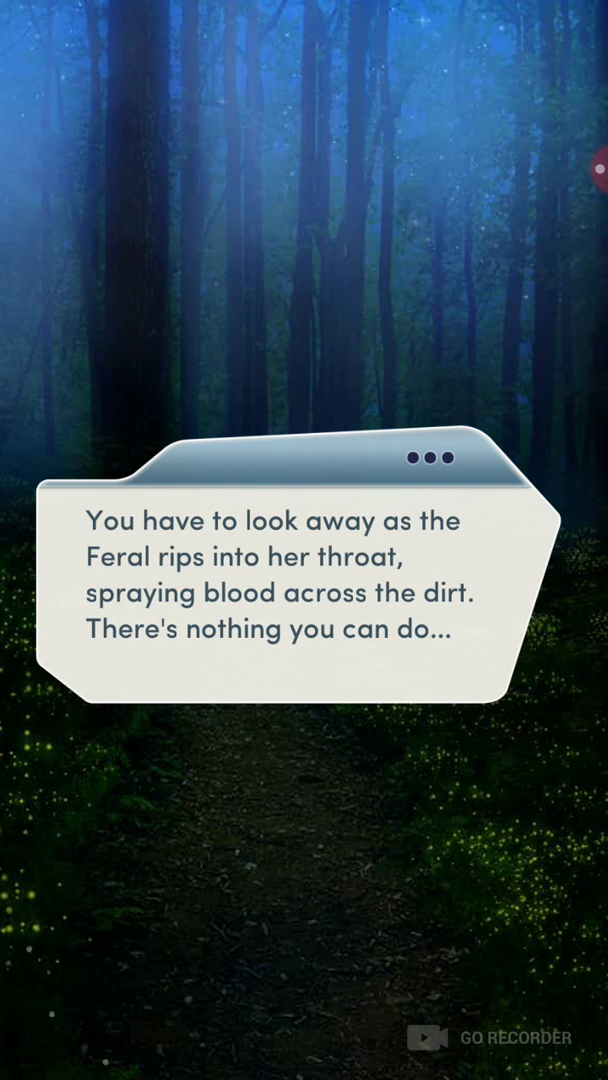 You have to look away as the
Feral rips into her throat,
spraying blood across the dirt.
There's nothing you can do...
GO RECORDER